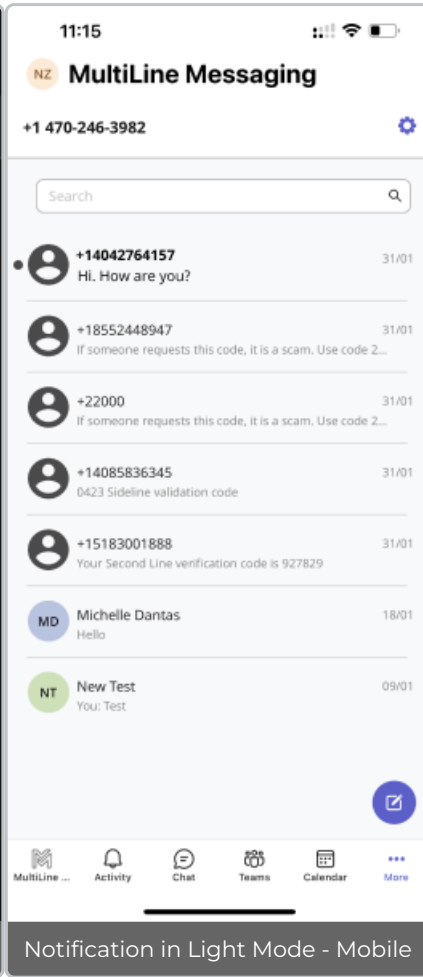 11:15
NZ MultiLine Messaging
+1 470-246-3982
Search
+14042764157 31/01
Hi. How are you?
+18552448947 31/01
If someone requests this code, it is a scam. Use code 2...
+22000 31/01
If someone requests this code, it is a scam. Use code 2...
+14085836345 31/01
0423 Sideline validation code
+15183001888 31/01
Your Second Line verification code is 927829
MD Michelle Dantas 18/01
Hello
NT New Test 09/01
You: Test
MultiLine ... Activity Chat Teams Calendar More
Notification in Light Mode - Mobile